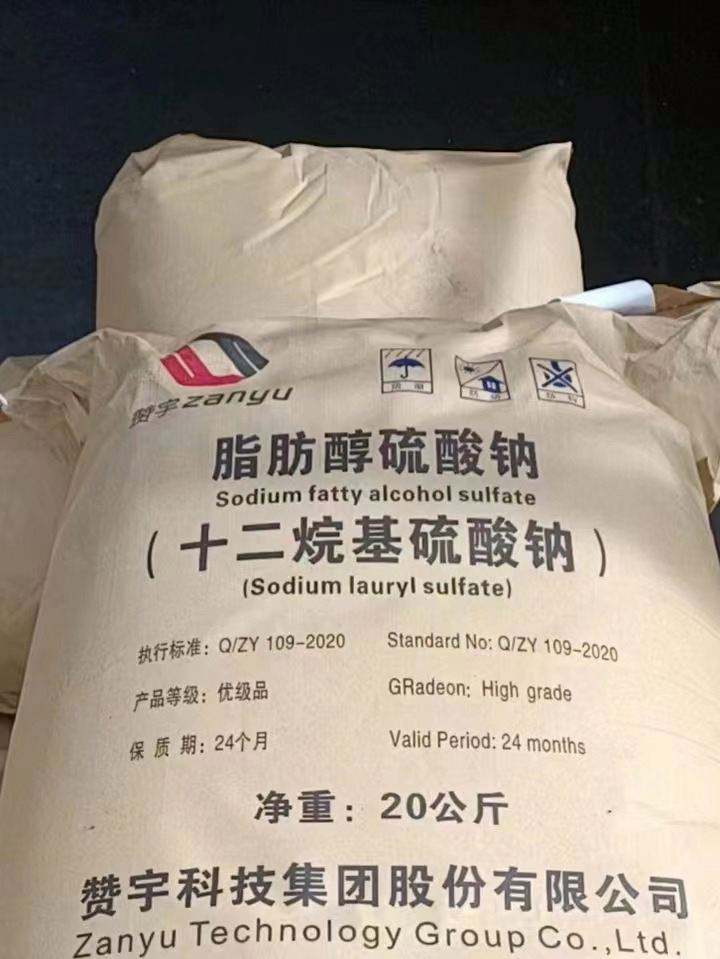 赞宇zanyu
防潮
防晒
脂肪醇硫酸钠
Sodium fatty alcohol sulfate
(十二烷基硫酸钠)
(Sodium lauryl sulfate)
执行标准: Q/ZY 109-2020
Standard No: Q/ZY 109-2020
产品等级: 优级品
GRadeon: High grade
保 质 期: 24个月
Valid Period: 24 months
净重: 20公斤
赞宇科技集团股份有限公司
Zanyu Technology Group Co.,Ltd.